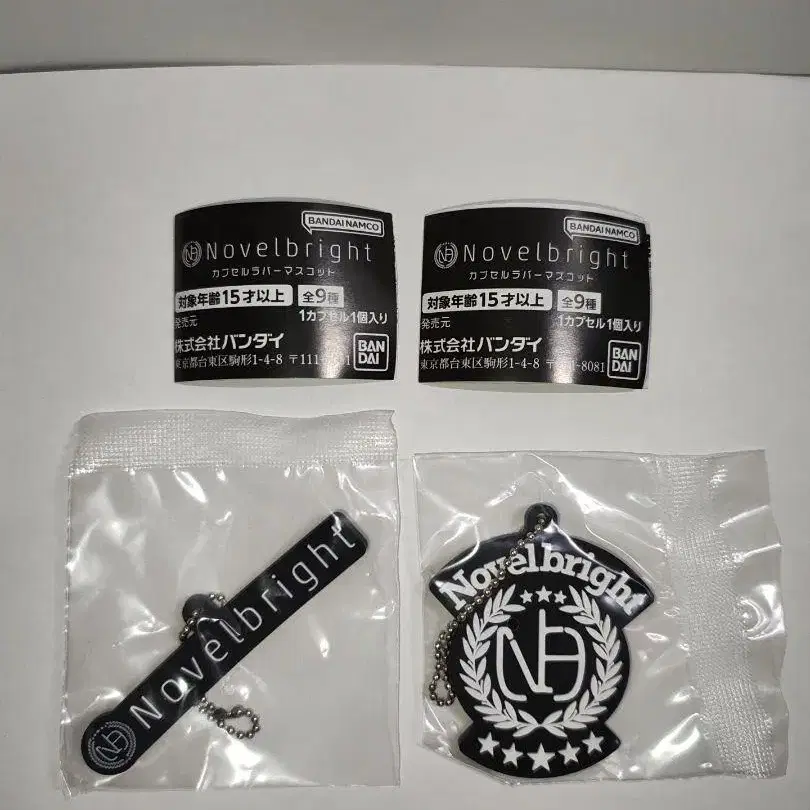 BANDAI NAMCO
Novelbright
カプセルラバーマスコット
対象年齢15才以上 全9種
発売元 1カプセル1個入り
株式会社バンダイ BAN DAI
東京都台東区駒形1-4-8
BANDAI NAMCO
Novelbright
カプセルラバーマスコット
対象年齢15才以上 全9種
発売元 1カプセル1個入り
株式会社バンダイ BAN DAI
東京都台東区駒形1-4-8
Novelbright
Novelbright
NB